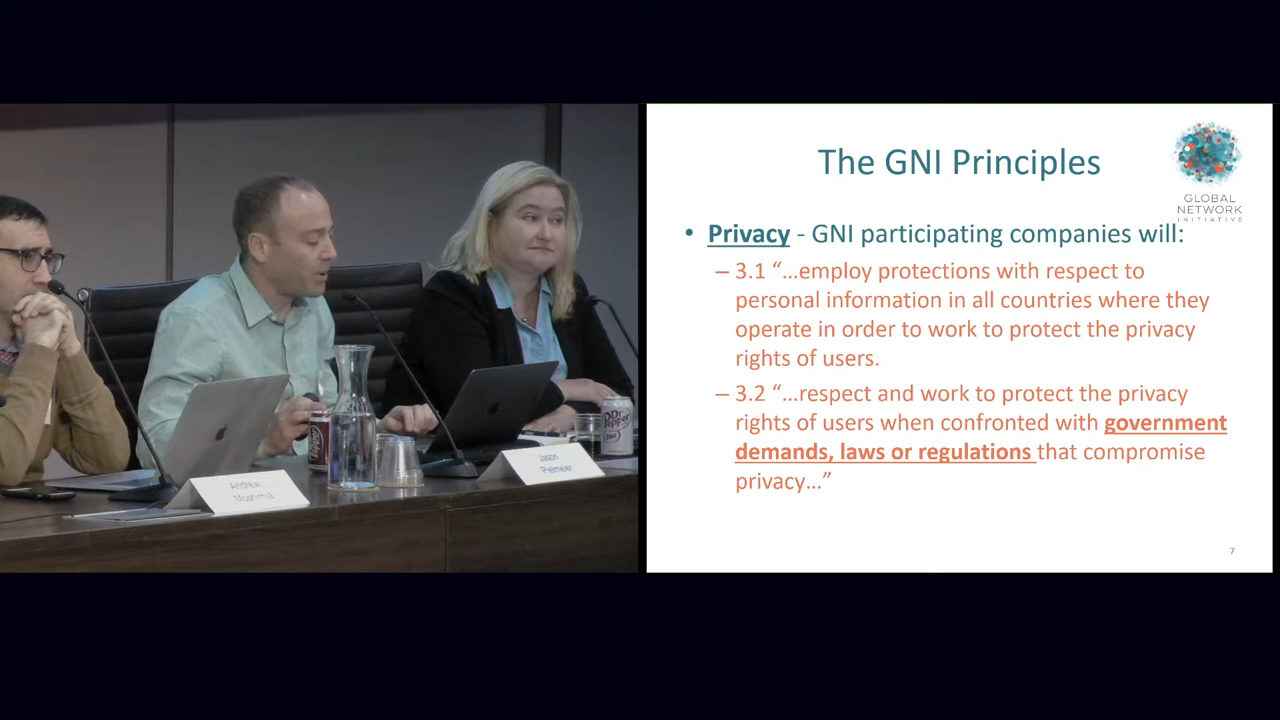 The GNI Principles
GLOBAL
NETWORK
INITIATIVE
• Privacy - GNI participating companies will:
– 3.1 “…employ protections with respect to
personal information in all countries where they
operate in order to work to protect the privacy
rights of users.
– 3.2 “…respect and work to protect the privacy
rights of users when confronted with government
demands, laws or regulations that compromise
privacy…”
7
Andrew
Jason
Pielmeier
Dr
Pepper